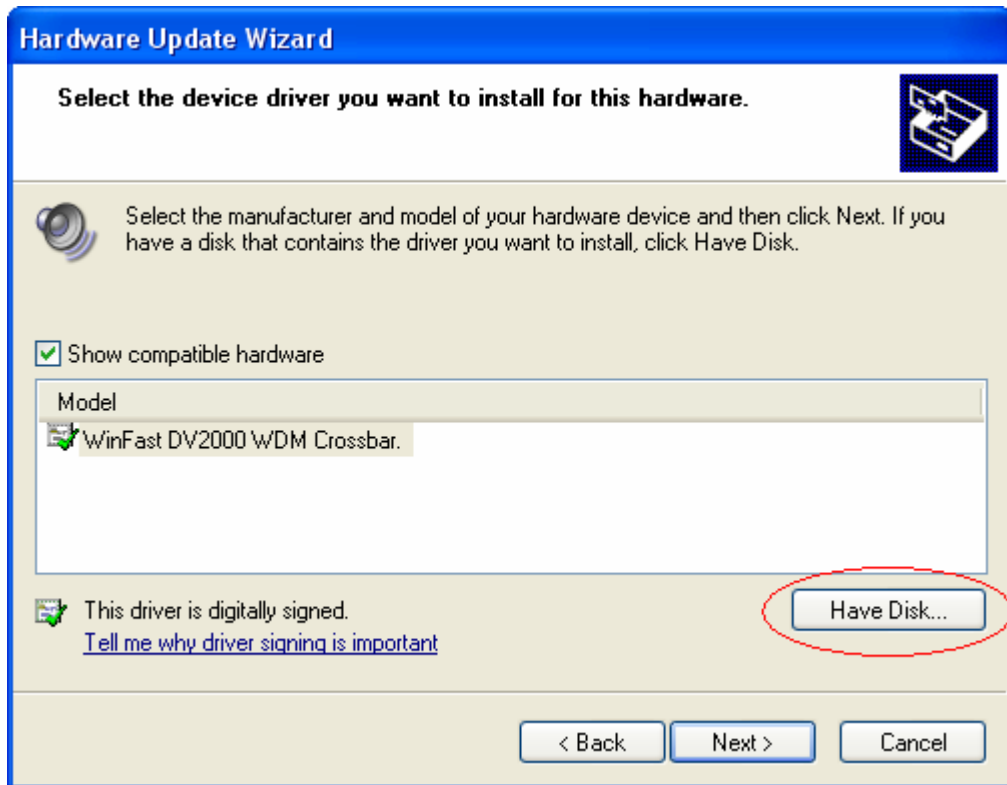 Hardware Update Wizard
Select the device driver you want to install for this hardware.
Select the manufacturer and model of your hardware device and then click Next. If you
have a disk that contains the driver you want to install, click Have Disk.
Show compatible hardware
Model
WinFast DV2000 WDM Crossbar.
This driver is digitally signed.
Have Disk...
Tell me why driver signing is important
< Back
Next >
Cancel